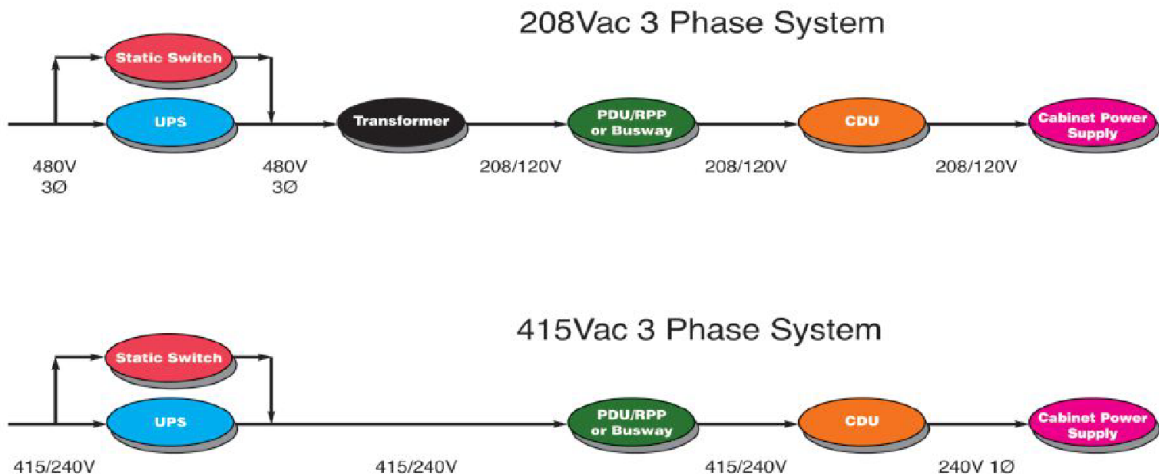 208Vac 3 Phase System
Static Switch
UPS
Transformer
PDU/RPP
or Busway
CDU
Cabinet Power
Supply
480V
3Ø
480V
3Ø
208/120V
208/120V
208/120V
415Vac 3 Phase System
Static Switch
UPS
PDU/RPP
or Busway
CDU
Cabinet Power
Supply
415/240V
415/240V
415/240V
240V 1Ø